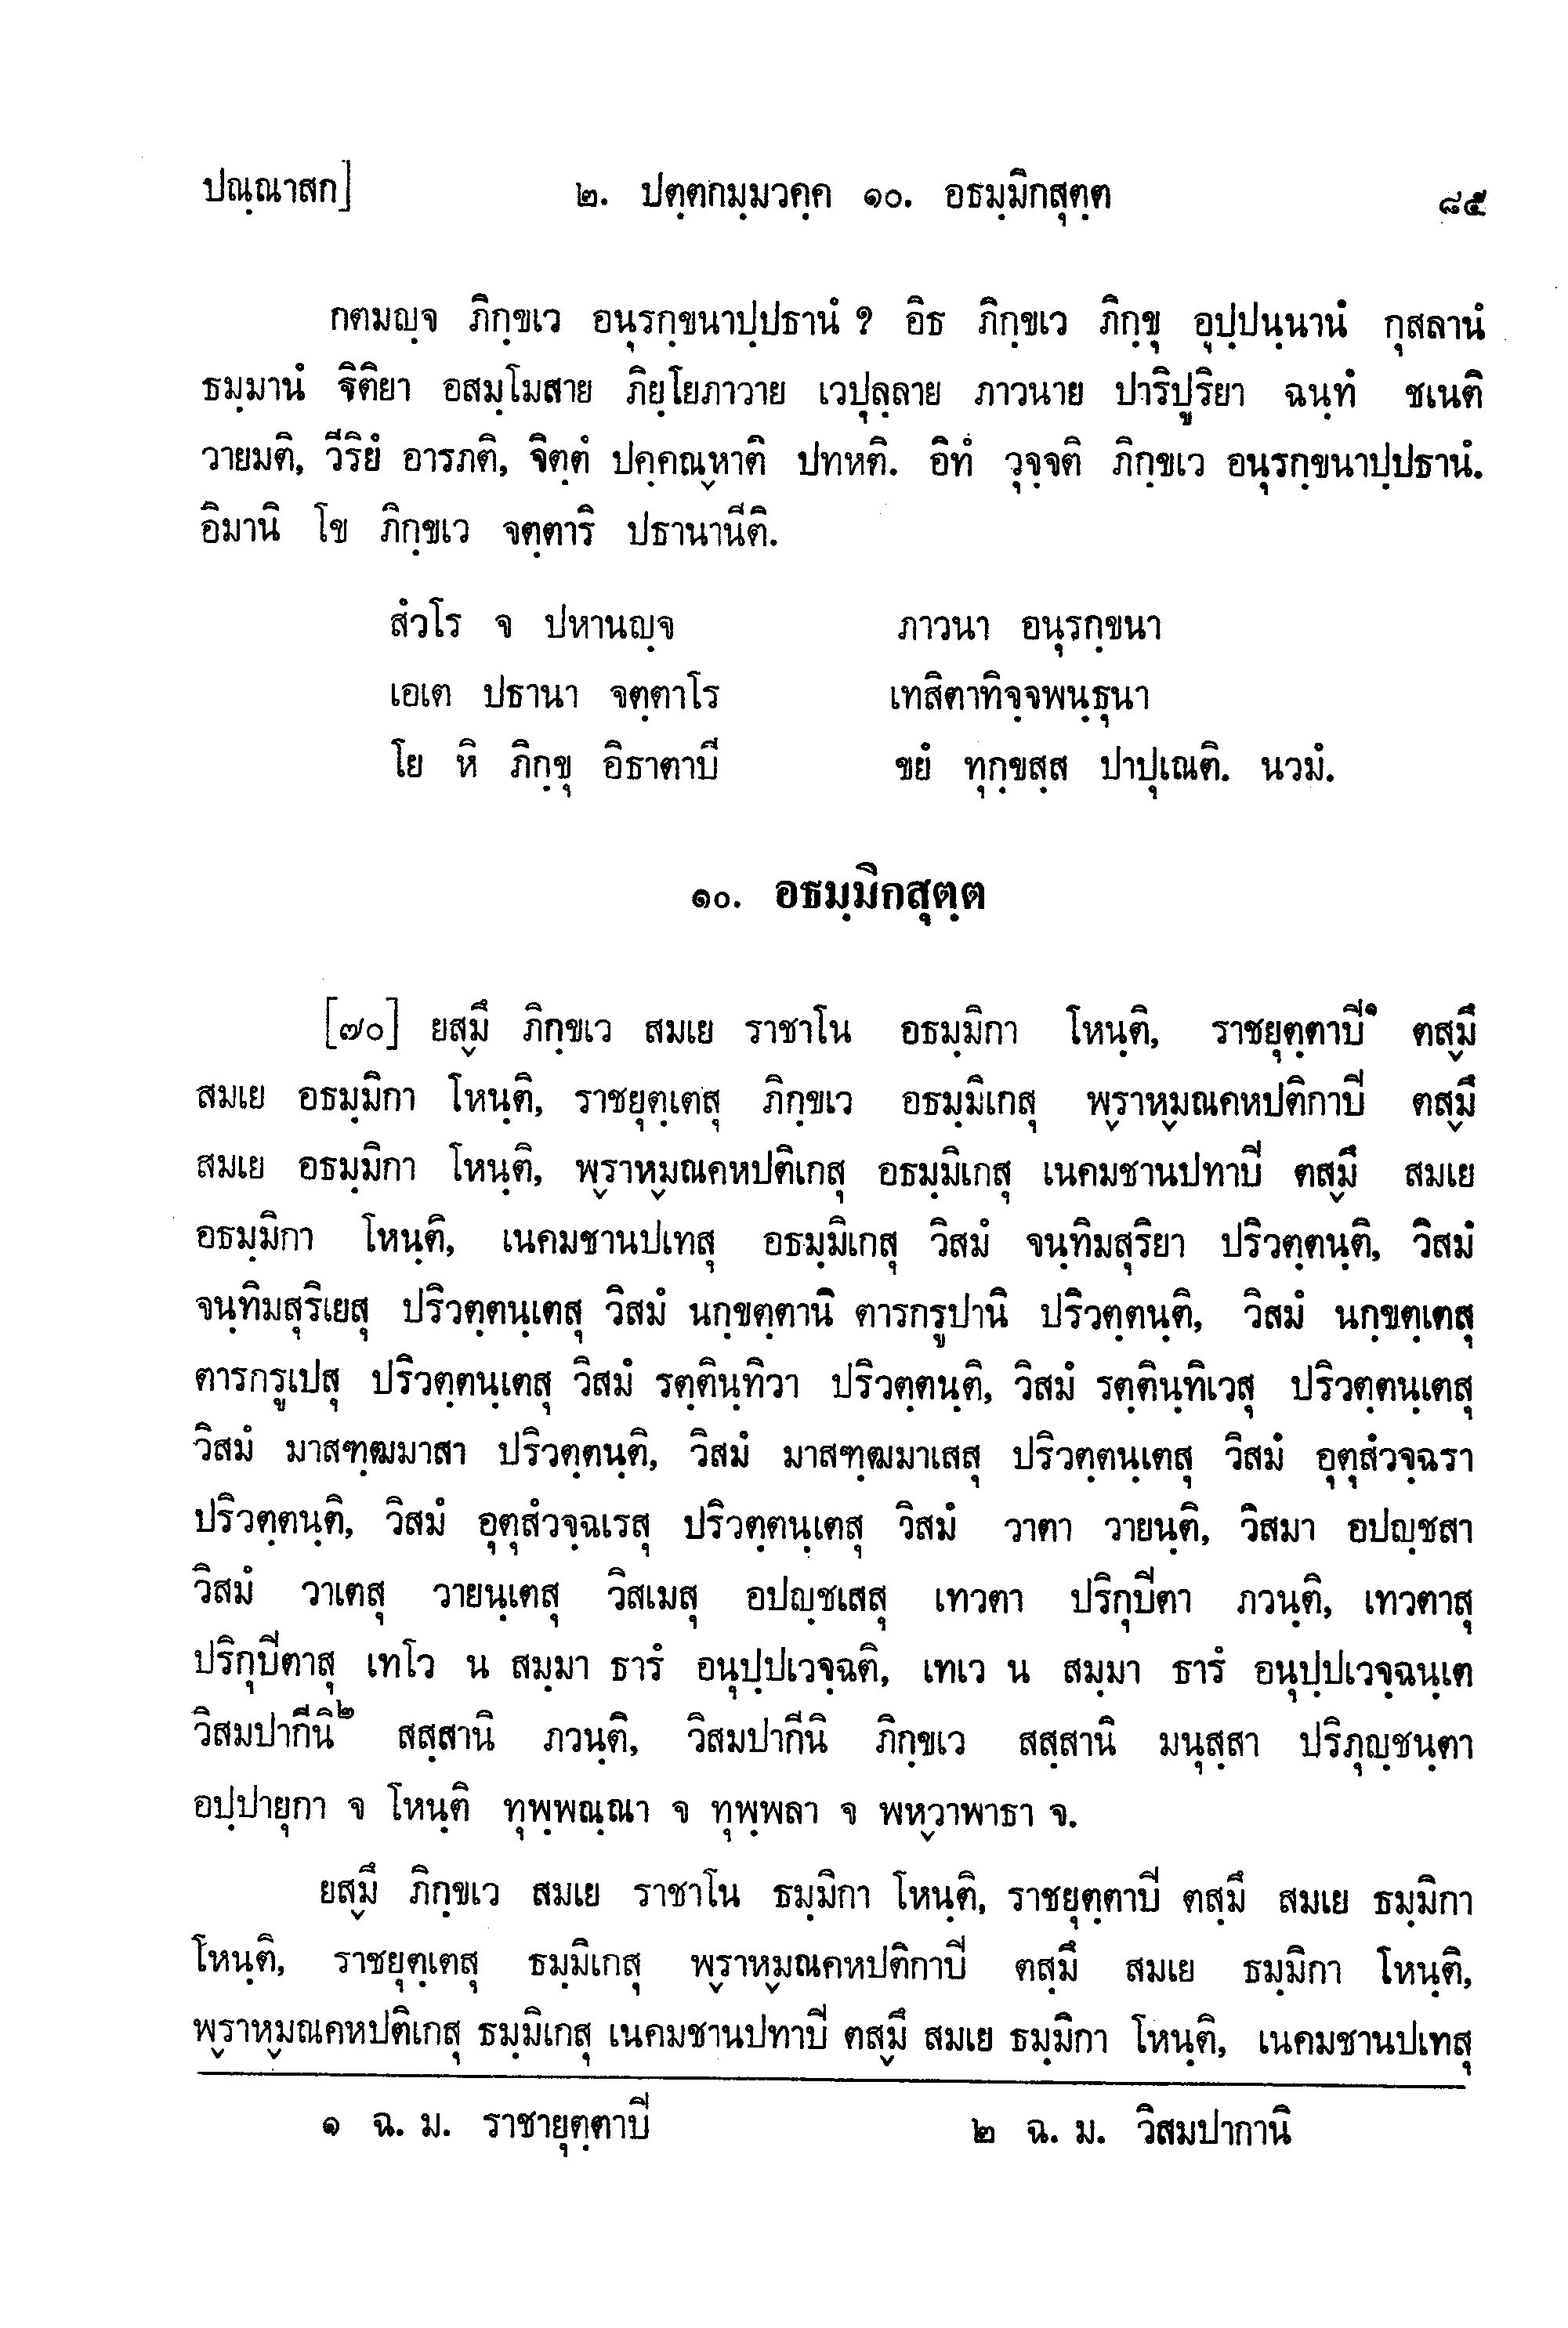 ปณฺณาสก] ๒. ปตฺตกมฺมวคฺค ๑๐. อธมฺมิกสุตฺต ๘๕
กตมญฺจ ภิกฺขเว อนุรกฺขนาปฺปธานํ ? อิธ ภิกฺขเว ภิกฺขุ อุปฺปนฺนานํ กุสลานํ
ธมฺมานํ ฐิติยา อสมฺโมสาย ภิยฺโยภาวาย เวปุลฺลาย ภาวนาย ปาริปูริยา ฉนฺทํ ชเนติ
วายมติ, วีริยํ อารภติ, จิตฺตํ ปคฺคณฺหาติ ปทหติ. อิทํ วุจฺจติ ภิกฺขเว อนุรกฺขนาปฺปธานํ.
อิมานิ โข ภิกฺขเว จตฺตาริ ปธานานีติ.
สํวโร จ ปหานญฺจ ภาวนา อนุรกฺขนา
เอเต ปธานา จตฺตาโร เทสิตาทิจฺจพนฺธุนา
โย หิ ภิกฺขุ อิธาตาปี ขยํ ทุกฺขสฺส ปาปุเณติ. นวมํ.
๑๐. อธมฺมิกสุตฺต
[๗๐] ยสฺมึ ภิกฺขเว สมเย ราชาโน อธมฺมิกา โหนฺติ, ราชยุตฺตาปี๑ ตสฺมึ
สมเย อธมฺมิกา โหนฺติ, ราชยุตฺเตสุ ภิกฺขเว อธมฺมิเกสุ พฺราหฺมณคหปติกาปี ตสฺมึ
สมเย อธมฺมิกา โหนฺติ, พฺราหฺมณคหปติเกสุ อธมฺมิเกสุ เนคมชานปทาปี ตสฺมึ สมเย
อธมฺมิกา โหนฺติ, เนคมชานปเทสุ อธมฺมิเกสุ วิสมํ จนฺทิมสุริยา ปริวตฺตนฺติ, วิสมํ
จนฺทิมสุริเยสุ ปริวตฺตนฺเตสุ วิสมํ นกฺขตฺตานิ ตารกรูปานิ ปริวตฺตนฺติ, วิสมํ นกฺขตฺเตสุ
ตารกรูเปสุ ปริวตฺตนฺเตสุ วิสมํ รตฺตินฺทิวา ปริวตฺตนฺติ, วิสมํ รตฺตินฺทิเวสุ ปริวตฺตนฺเตสุ
วิสมํ มาสฑฺฒมาสา ปริวตฺตนฺติ, วิสมํ มาสฑฺฒมาเสสุ ปริวตฺตนฺเตสุ วิสมํ อุตุสํวจฺฉรา
ปริวตฺตนฺติ, วิสมํ อุตุสํวจฺฉเรสุ ปริวตฺตนฺเตสุ วิสมํ วาตา วายนฺติ, วิสมา อปญฺชสา
วิสมํ วาเตสุ วายนฺเตสุ วิสเมสุ อปญฺชเสสุ เทวตา ปริกุปีตา ภวนฺติ, เทวตาสุ
ปริกุปีตาสุ เทโว น สมฺมา ธารํ อนุปฺปเวจฺฉติ, เทเว น สมฺมา ธารํ อนุปฺปเวจฺฉนฺเต
วิสมปากีนิ๒ สสฺสานิ ภวนฺติ, วิสมปากีนิ ภิกฺขเว สสฺสานิ มนุสฺสา ปริภุญฺชนฺตา
อปฺปายุกา จ โหนฺติ ทุพฺพณฺณา จ ทุพฺพลา จ พหฺวาพาธา จ.
ยสฺมึ ภิกฺขเว สมเย ราชาโน ธมฺมิกา โหนฺติ, ราชยุตฺตาปี ตสฺมึ สมเย ธมฺมิกา
โหนฺติ, ราชยุตฺเตสุ ธมฺมิเกสุ พฺราหฺมณคหปติกาปี ตสฺมึ สมเย ธมฺมิกา โหนฺติ,
พฺราหฺมณคหปติเกสุ ธมฺมิเกสุ เนคมชานปทาปี ตสฺมึ สมเย ธมฺมิกา โหนฺติ, เนคมชานปเทสุ
๑ ฉ. ม. ราชายุตฺตาปี ๒ ฉ. ม. วิสมปากานิ